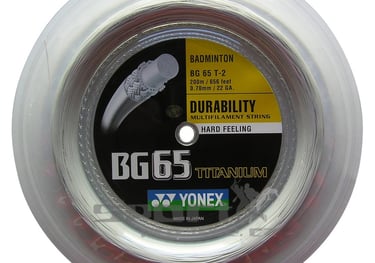 BADMINTON
BG 65 T-2
200m / 656 feet
0.70mm / 22 GA.
DURABILITY
MULTIFILAMENT STRING
HARD FEELING
BG65 TITANIUM
YONEX
MADE IN JAPAN